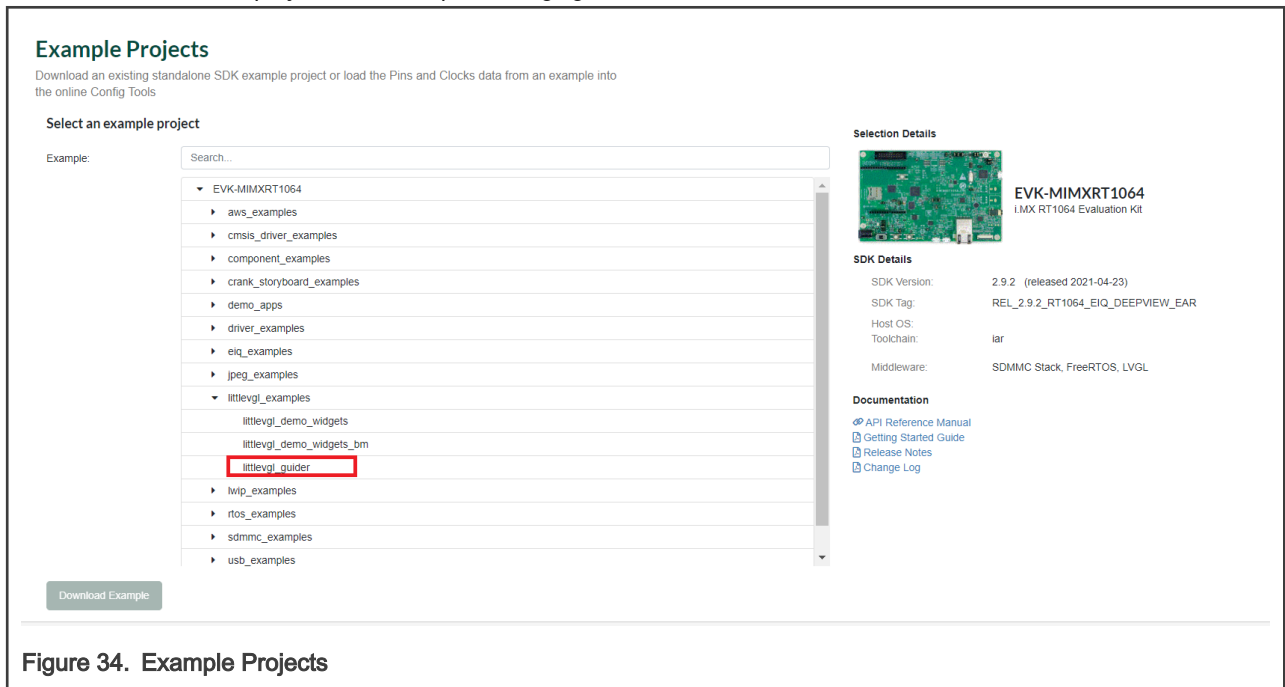 Example Projects
Download an existing standalone SDK example project or load the Pins and Clocks data from an example into
the online Config Tools
Select an example project
Example:
Search...
EVK-MIMXRT1064
aws_examples
cmsis_driver_examples
component_examples
crank_storyboard_examples
demo_apps
driver_examples
eiq_examples
jpeg_examples
littlevgl_examples
littlevgl_demo_widgets
littlevgl_demo_widgets_bm
littlevgl_guider
lwip_examples
rtos_examples
sdmmc_examples
usb_examples
Download Example
Selection Details
EVK-MIMXRT1064
i.MX RT1064 Evaluation Kit
SDK Details
SDK Version: 2.9.2 (released 2021-04-23)
SDK Tag: REL_2.9.2_RT1064_EIQ_DEEPVIEW_EAR
Host OS:
Toolchain: iar
Middleware: SDMMC Stack, FreeRTOS, LVGL
Documentation
API Reference Manual
Getting Started Guide
Release Notes
Change Log
Figure 34. Example Projects